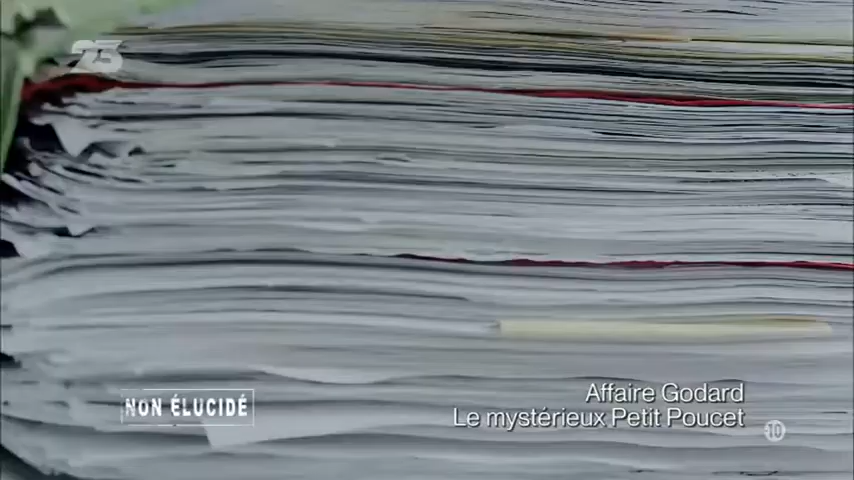 23
NON ÉLUCIDÉ
Affaire Godard
Le mystérieux Petit Poucet
-10